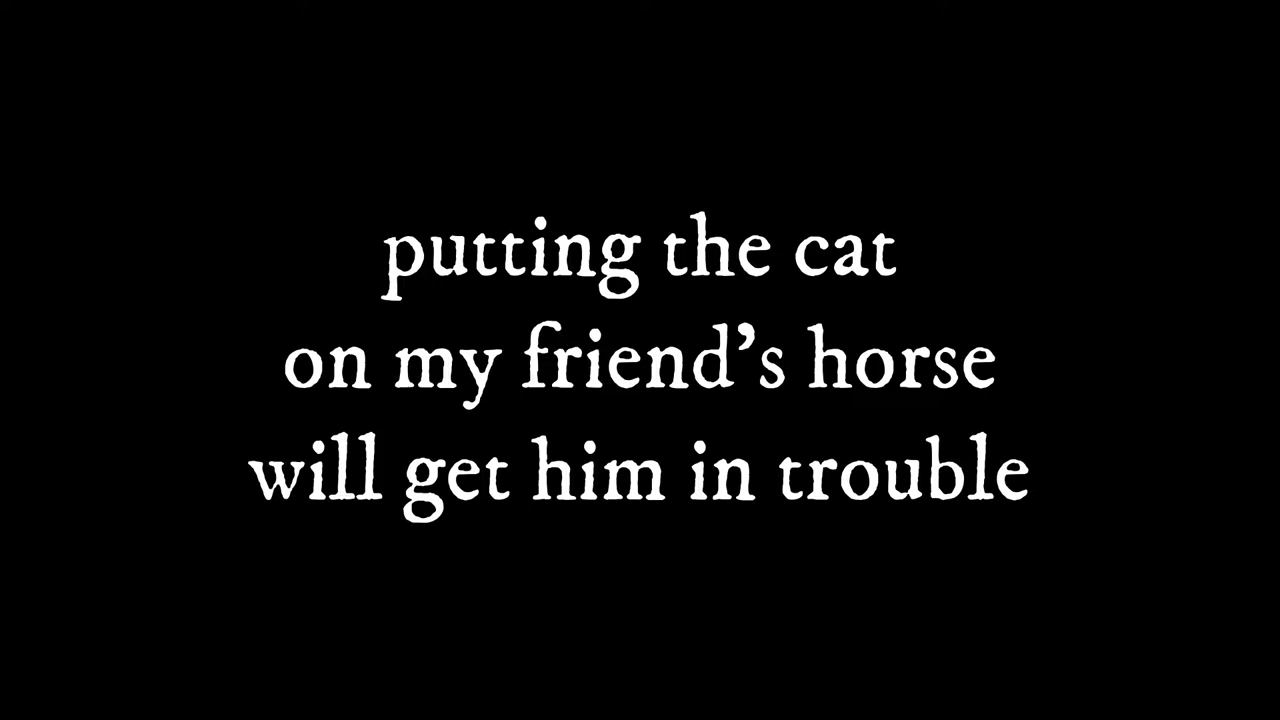 putting the cat
on my friend’s horse
will get him in trouble